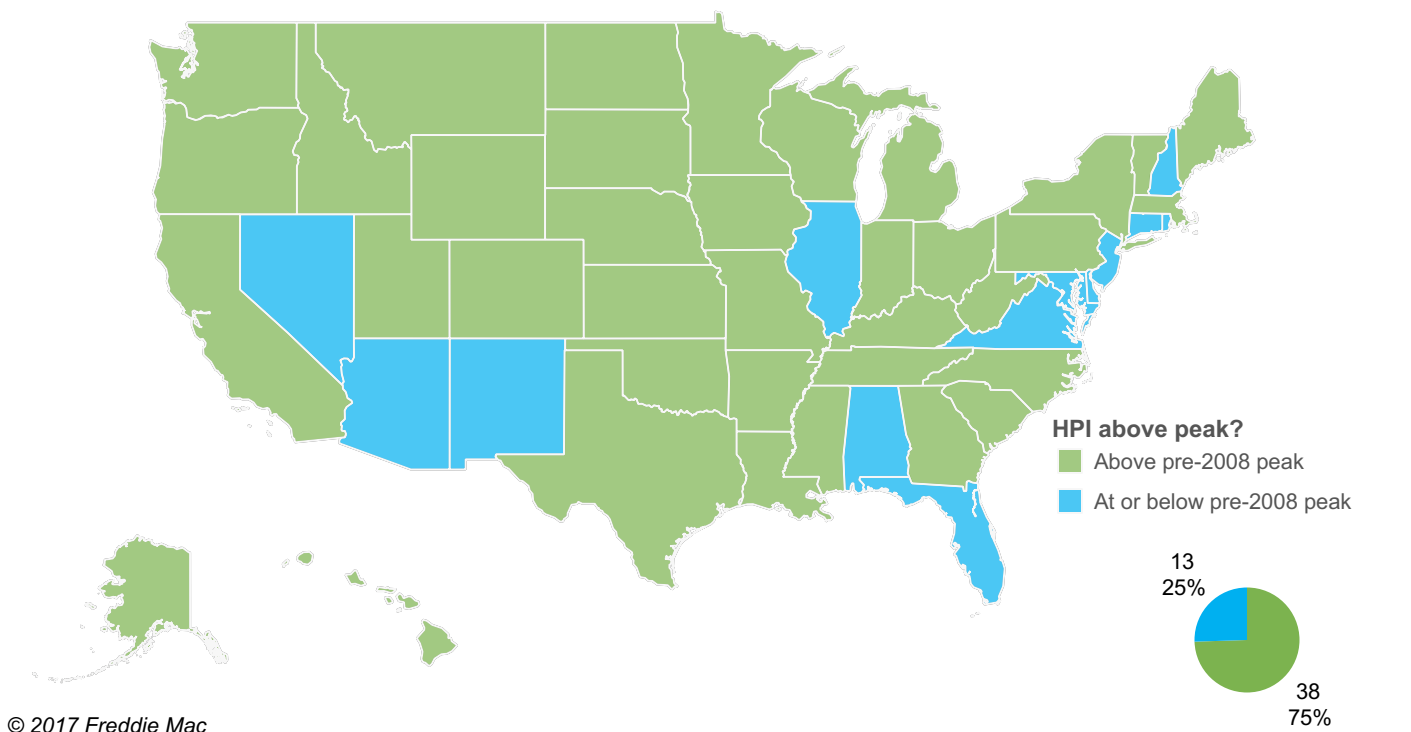 HPI above peak?
Above pre-2008 peak
At or below pre-2008 peak
13
25%
38
75%
© 2017 Freddie Mac